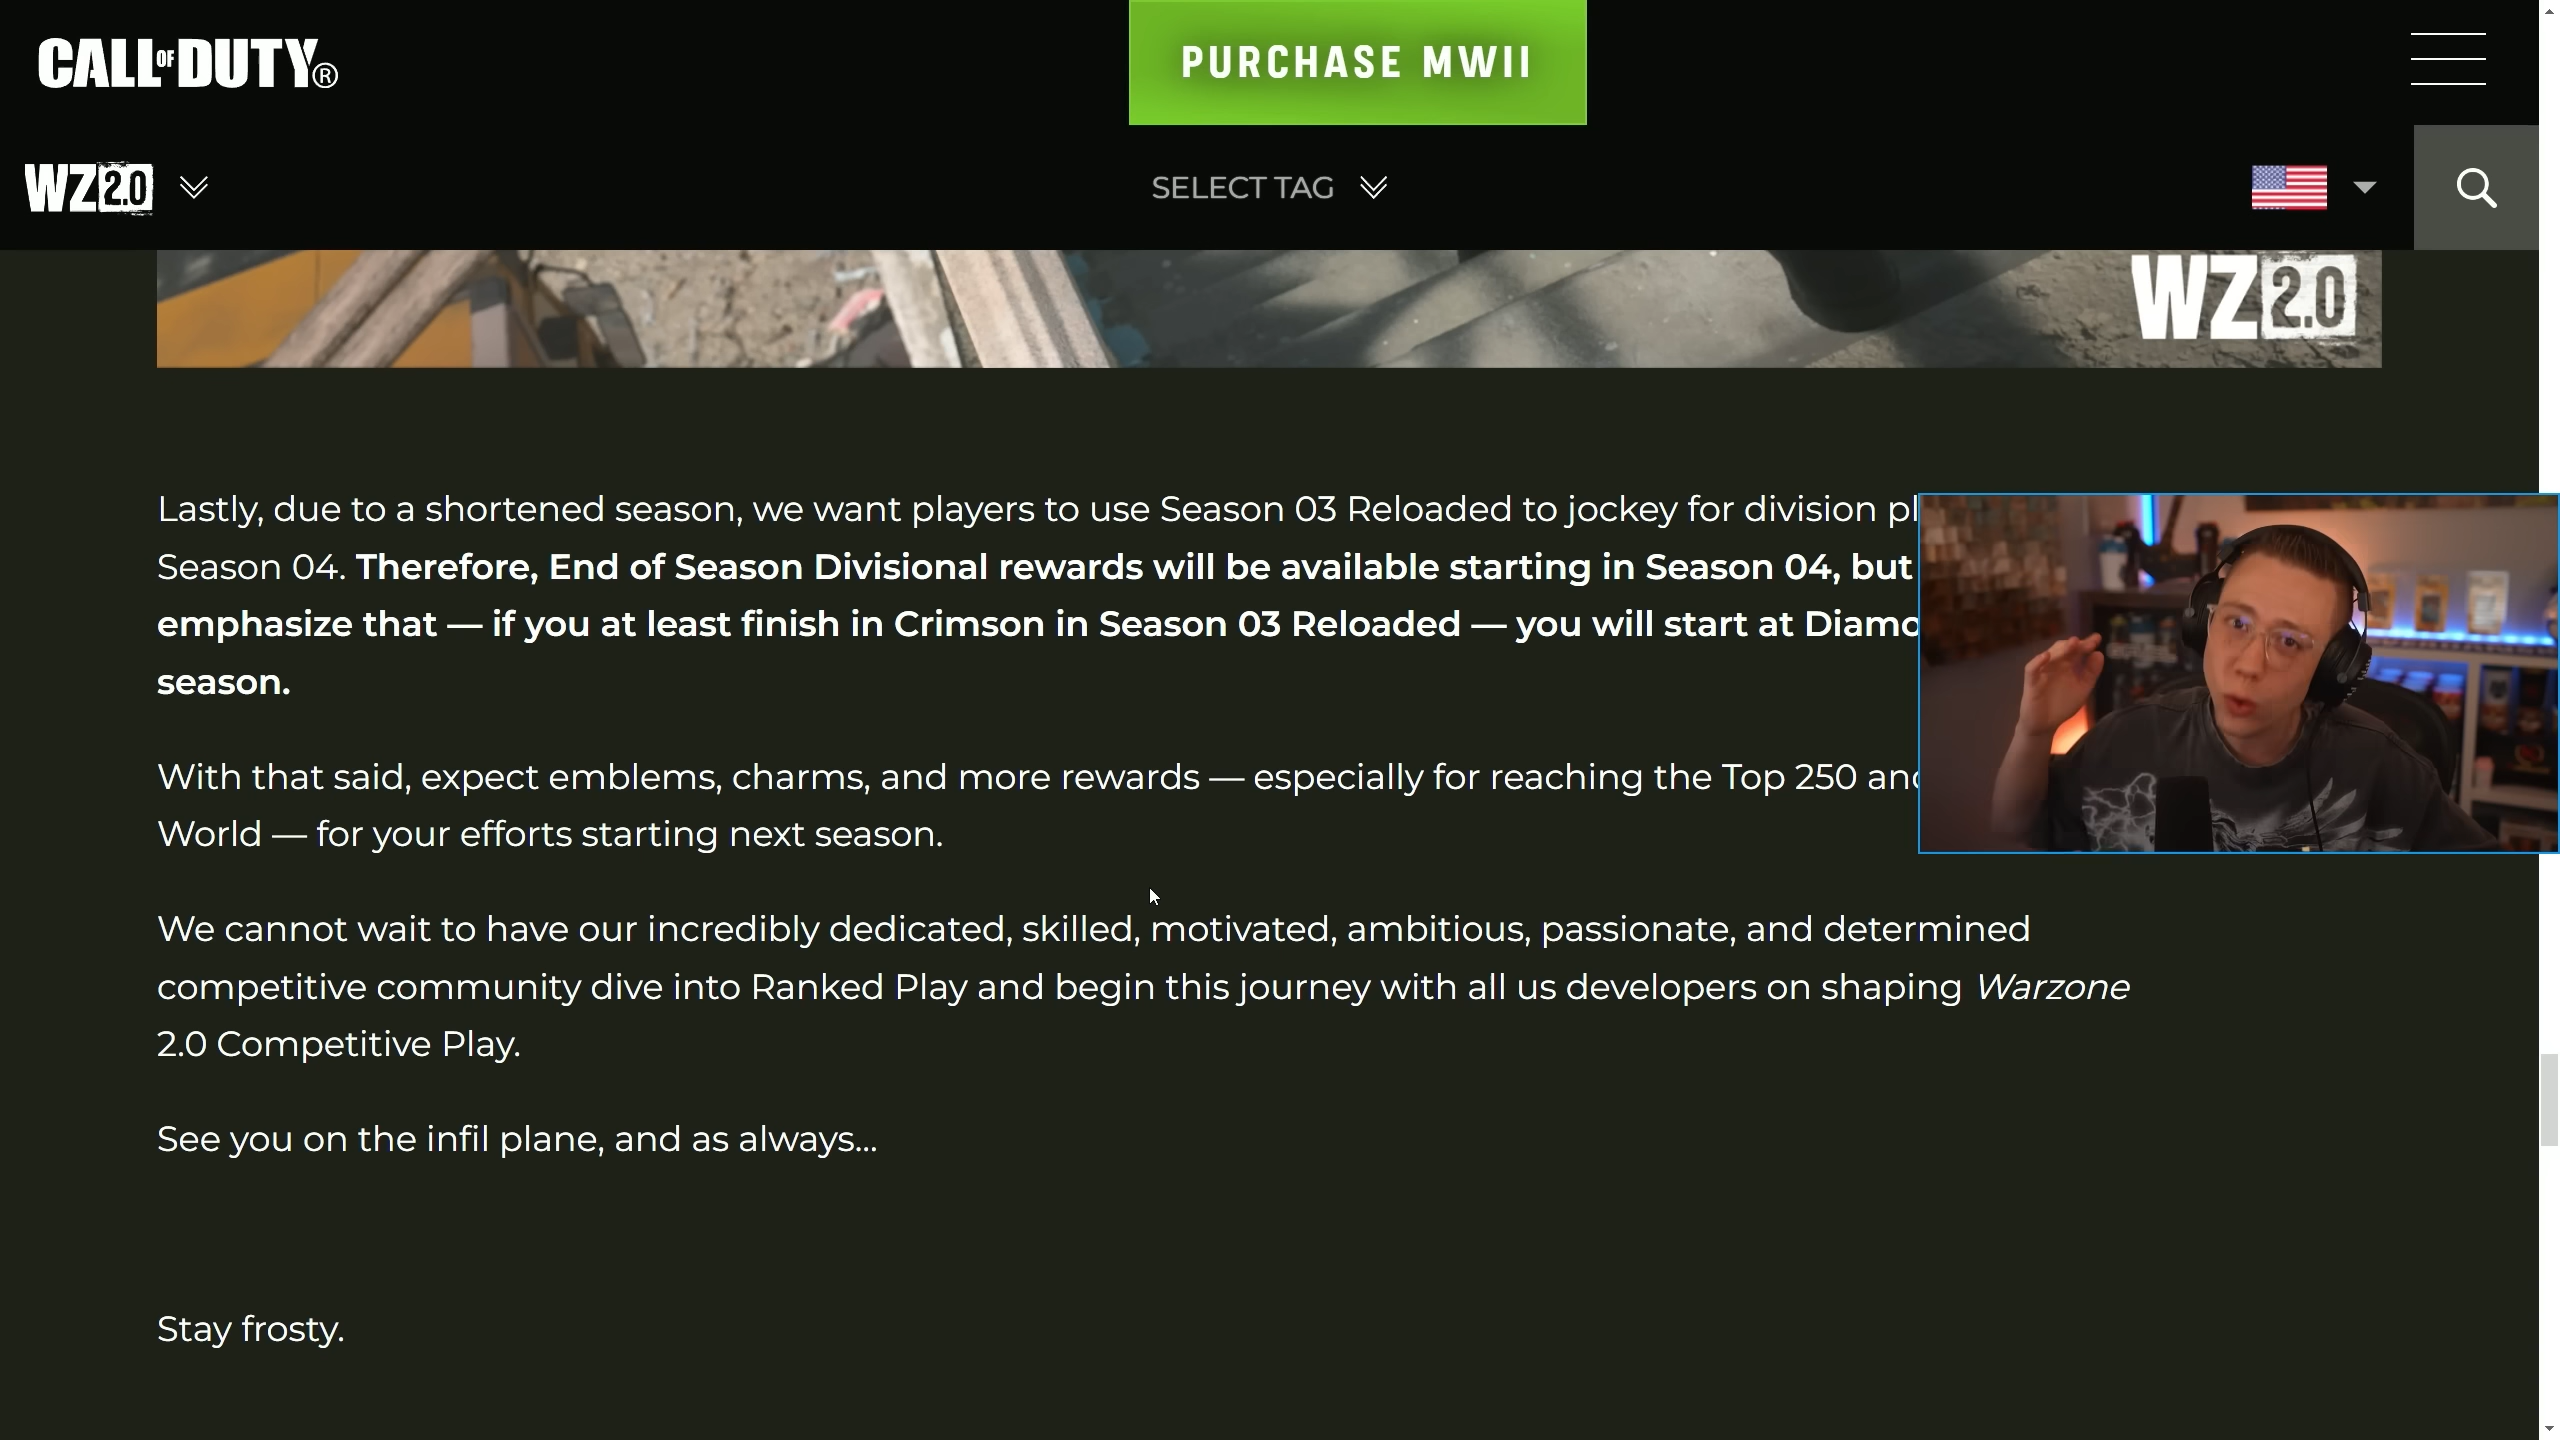 CALL OF DUTY®
PURCHASE MWII
WZ 2.0
SELECT TAG
WZ 2.0
Lastly, due to a shortened season, we want players to use Season 03 Reloaded to jockey for division
Season 04. Therefore, End of Season Divisional rewards will be available starting in Season 04, but
emphasize that — if you at least finish in Crimson in Season 03 Reloaded — you will start at
season.
With that said, expect emblems, charms, and more rewards — especially for reaching the Top 250
World — for your efforts starting next season.
We cannot wait to have our incredibly dedicated, skilled, motivated, ambitious, passionate, and determined
competitive community dive into Ranked Play and begin this journey with all us developers on shaping Warzone
2.0 Competitive Play.
See you on the infil plane, and as always...
Stay frosty.